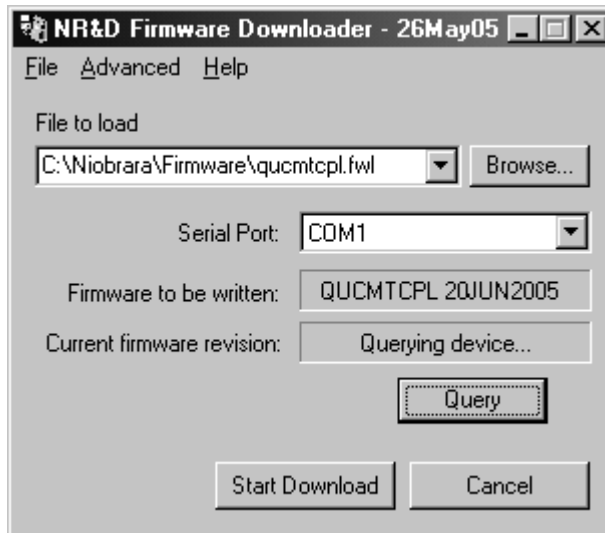 NR&D Firmware Downloader - 26May05
File Advanced Help
File to load
C:\Niobrara\Firmware\qucmtcpl.fwl Browse...
Serial Port: COM1
Firmware to be written: QUCMTCPL 20JUN2005
Current firmware revision: Querying device...
Query
Start Download Cancel